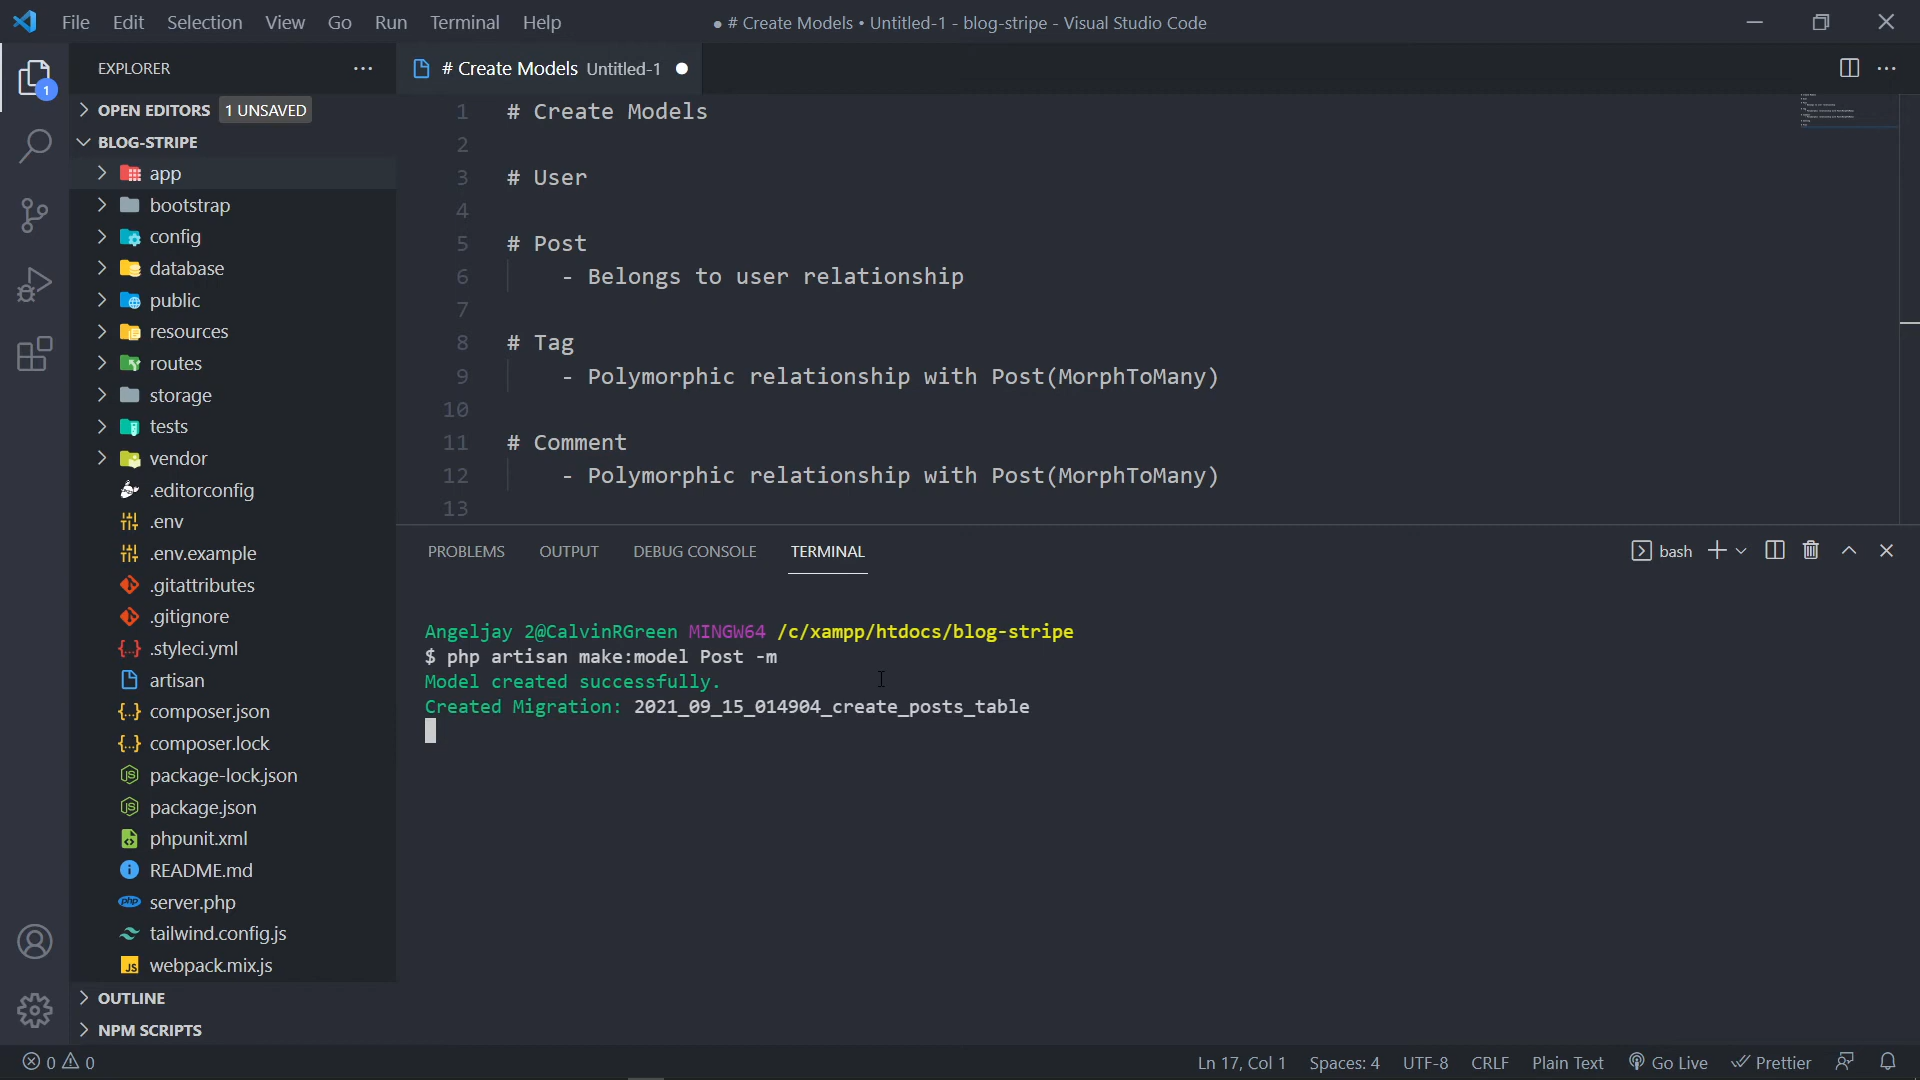 File Edit Selection View Go Run Terminal Help
● # Create Models • Untitled-1 - blog-stripe - Visual Studio Code
EXPLORER
# Create Models Untitled-1
1
OPEN EDITORS 1 UNSAVED
BLOG-STRIPE
app
bootstrap
config
database
public
resources
routes
storage
tests
vendor
.editorconfig
.env
.env.example
.gitattributes
.gitignore
.styleci.yml
artisan
composer.json
composer.lock
package-lock.json
package.json
phpunit.xml
README.md
server.php
tailwind.config.js
webpack.mix.js
OUTLINE
NPM SCRIPTS
1 # Create Models
2
3 # User
4
5 # Post
6 - Belongs to user relationship
7
8 # Tag
9 - Polymorphic relationship with Post(MorphToMany)
10
11 # Comment
12 - Polymorphic relationship with Post(MorphToMany)
13
PROBLEMS OUTPUT DEBUG CONSOLE TERMINAL
bash
Angeljay 2@CalvinRGreen MINGW64 /c/xampp/htdocs/blog-stripe
$ php artisan make:model Post -m
Model created successfully.
Created Migration: 2021_09_15_014904_create_posts_table
0 0
Ln 17, Col 1 Spaces: 4 UTF-8 CRLF Plain Text Go Live Prettier